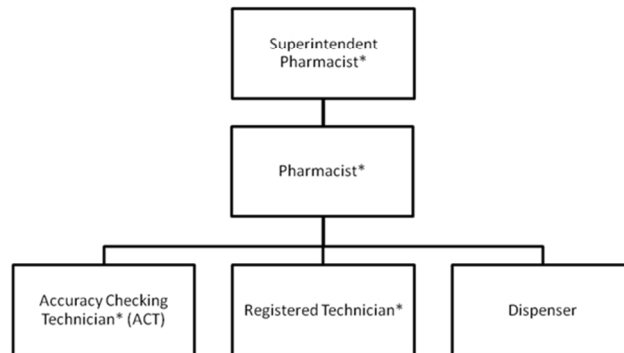 Superintendent
Pharmacist*
Pharmacist*
Accuracy Checking
Technician* (ACT)
Registered Technician*
Dispenser